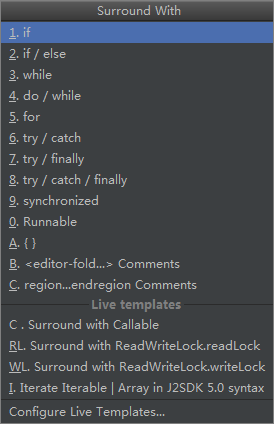 Surround With
1. if
2. if / else
3. while
4. do / while
5. for
6. try / catch
7. try / finally
8. try / catch / finally
9. synchronized
0. Runnable
A. { }
B. <editor-fold...> Comments
C. region...endregion Comments
Live templates
C . Surround with Callable
RL. Surround with ReadWriteLock.readLock
WL. Surround with ReadWriteLock.writeLock
I. Iterate Iterable | Array in J2SDK 5.0 syntax
Configure Live Templates...